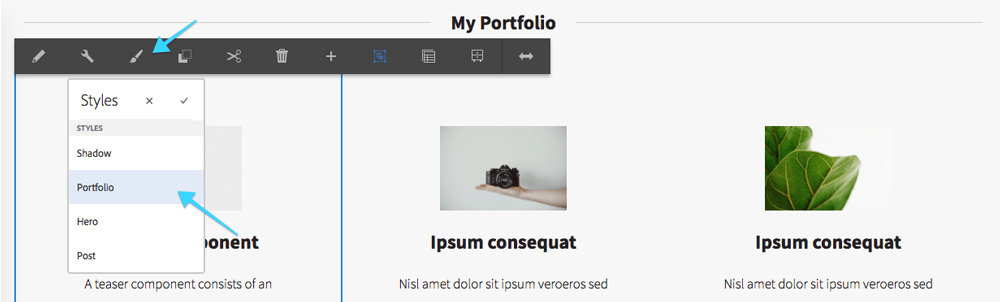 My Portfolio
Styles
STYLES
Shadow
Portfolio
Hero
Post
A teaser component consists of an
Ipsum consequat
Nisl amet dolor sit ipsum veroeros sed
Ipsum consequat
Nisl amet dolor sit ipsum veroeros sed